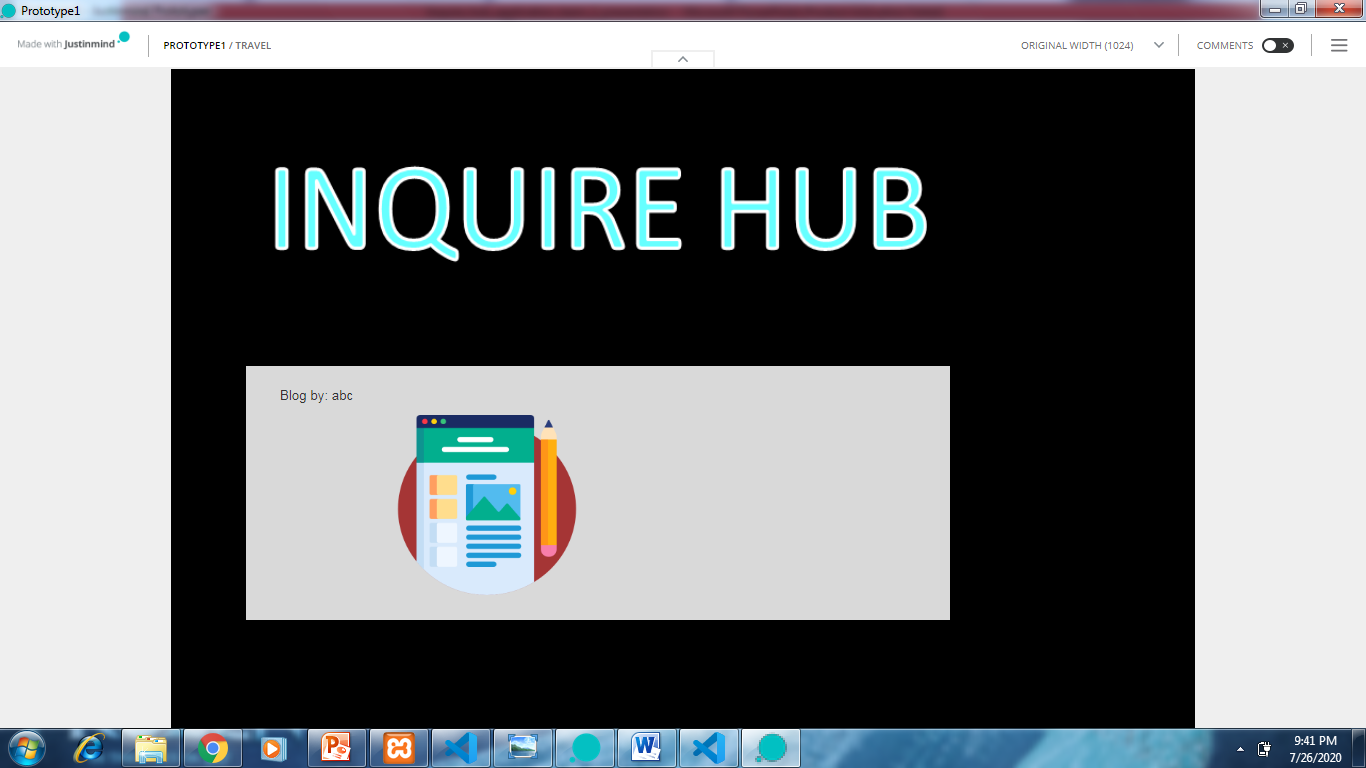 Prototype1
Made with Justinmind
PROTOTYPE1 / TRAVEL
ORIGINAL WIDTH (1024)
COMMENTS
INQUIRE HUB
Blog by: abc
9:41 PM
7/26/2020